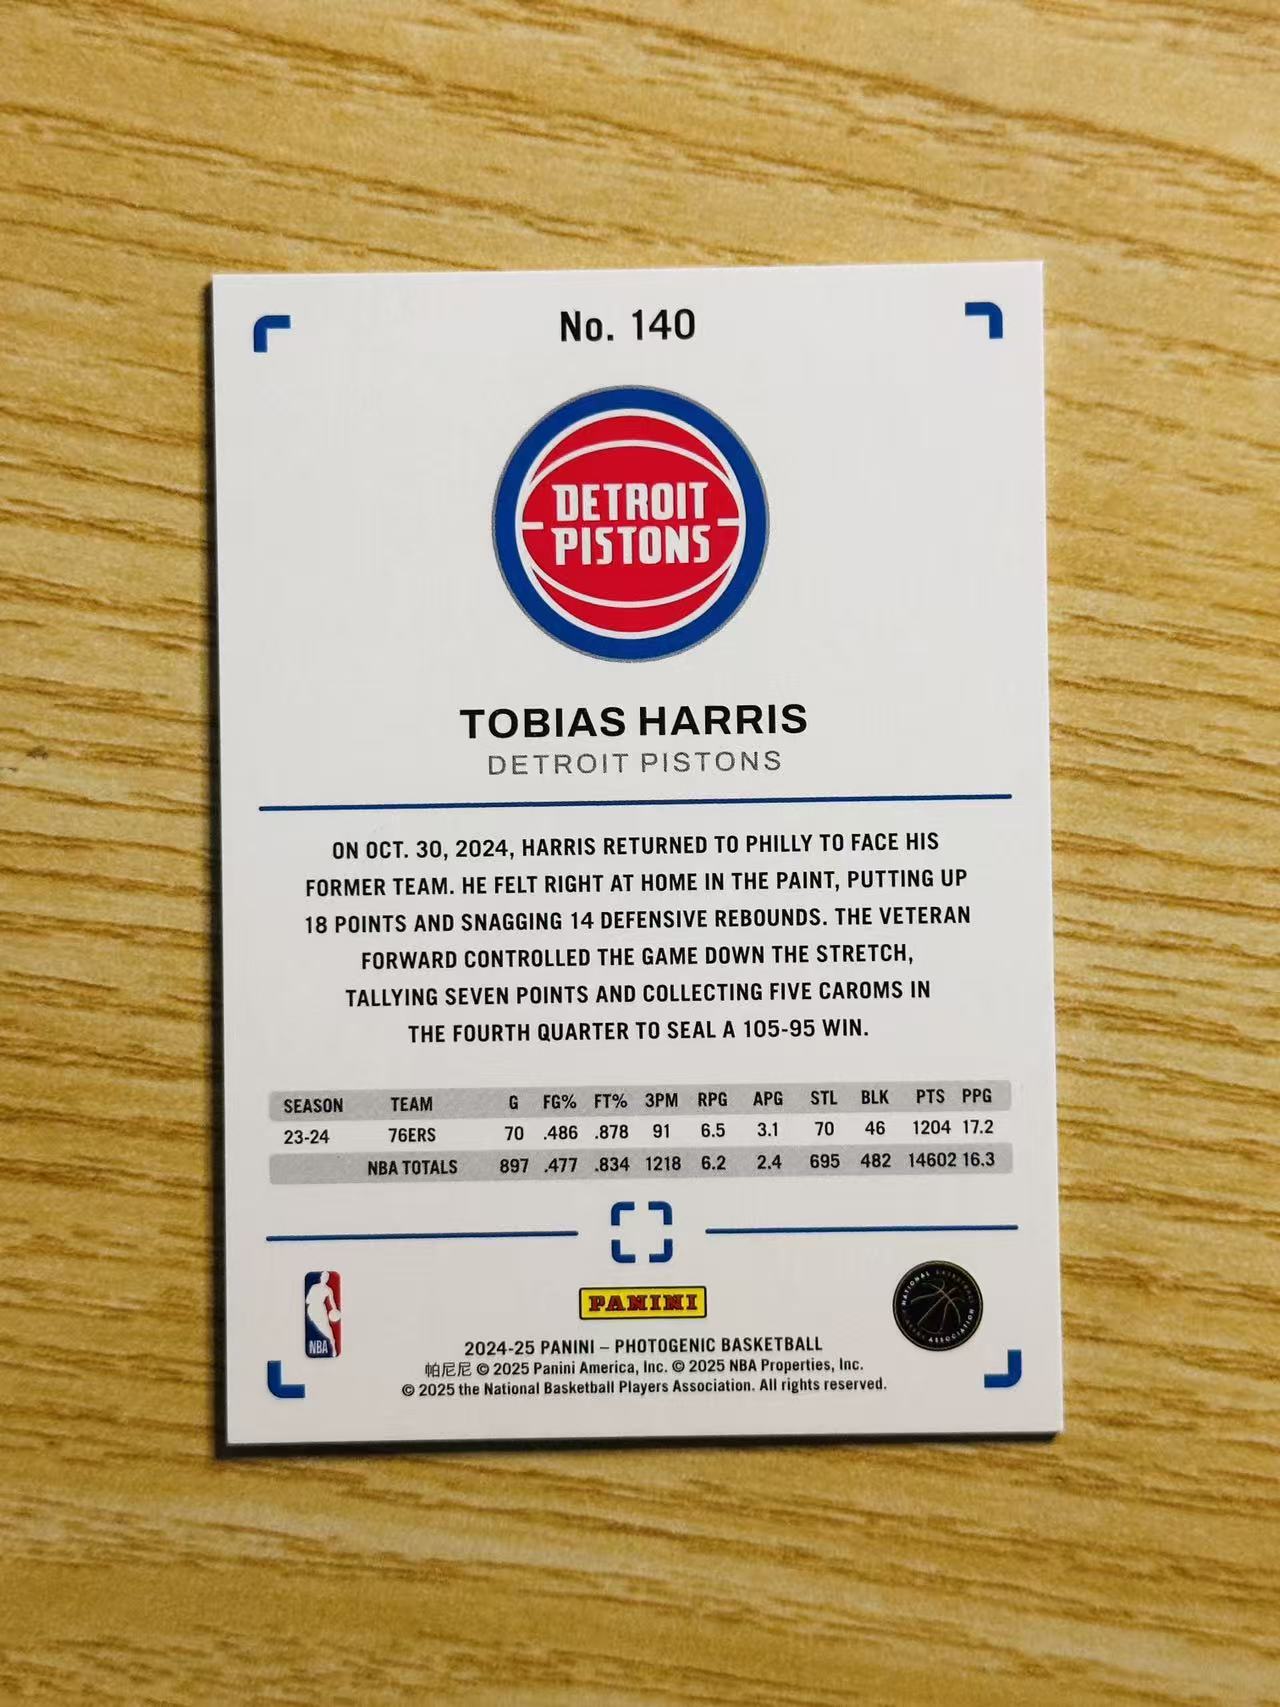 No. 140
DETROIT
PISTONS
TOBIAS HARRIS
DETROIT PISTONS
ON OCT. 30, 2024, HARRIS RETURNED TO PHILLY TO FACE HIS
FORMER TEAM. HE FELT RIGHT AT HOME IN THE PAINT, PUTTING UP
18 POINTS AND SNAGGING 14 DEFENSIVE REBOUNDS. THE VETERAN
FORWARD CONTROLLED THE GAME DOWN THE STRETCH,
TALLYING SEVEN POINTS AND COLLECTING FIVE CAROMS IN
THE FOURTH QUARTER TO SEAL A 105-95 WIN.
SEASON TEAM G FG% FT% 3PM RPG APG STL BLK PTS PPG
23-24 76ERS 70 .486 .878 91 6.5 3.1 70 46 1204 17.2
NBA TOTALS 897 .477 .834 1218 6.2 2.4 695 482 14602 16.3
NBA
PANINI
NATIONAL BASKETBALL
PLAYERS ASSOCIATION
2024-25 PANINI – PHOTOGENIC BASKETBALL
帕尼尼 © 2025 Panini America, Inc. © 2025 NBA Properties, Inc.
© 2025 the National Basketball Players Association. All rights reserved.